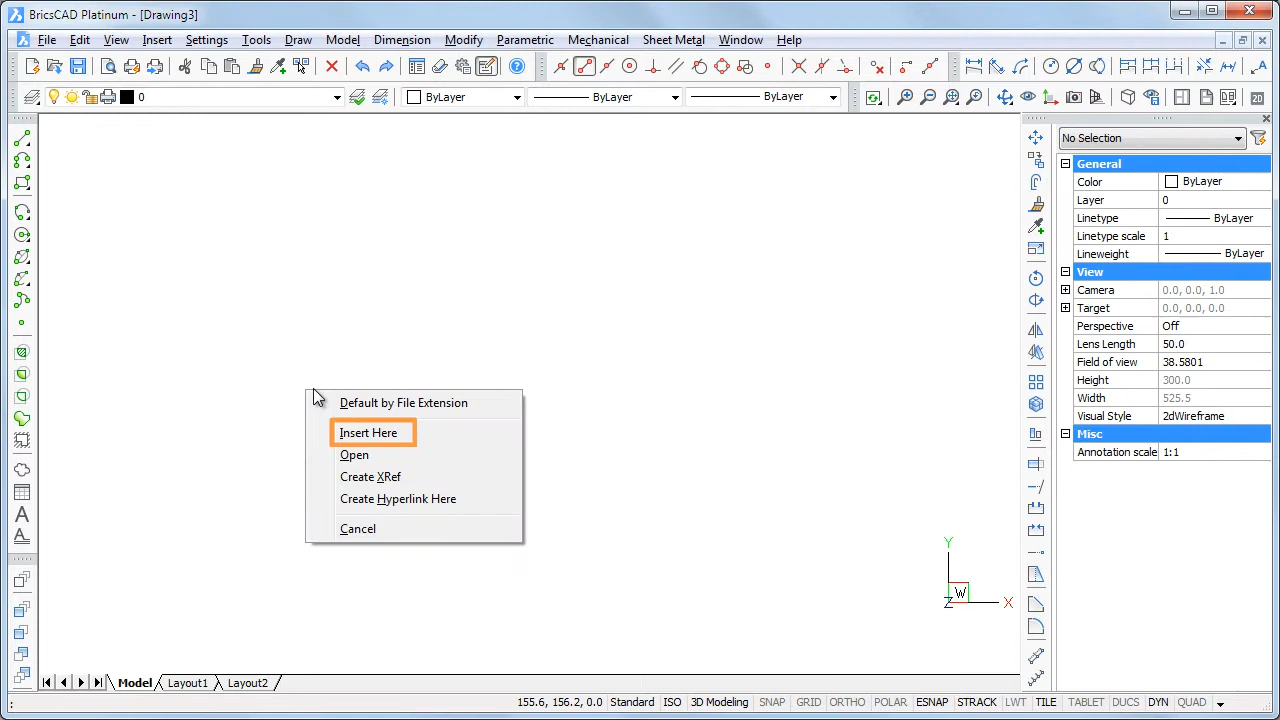 BricsCAD Platinum - [Drawing3]
File Edit View Insert Settings Tools Draw Model Dimension Modify Parametric Mechanical Sheet Metal Window Help
0 ByLayer ByLayer ByLayer 2D
No Selection
General
Color ByLayer
Layer 0
Linetype ByLayer
Linetype scale 1
Lineweight ByLayer
View
Camera 0.0, 0.0, 1.0
Target 0.0, 0.0, 0.0
Perspective Off
Lens Length 50.0
Field of view 38.5801
Height 300.0
Width 525.5
Visual Style 2dWireframe
Misc
Annotation scale 1:1
Default by File Extension
Insert Here
Open
Create XRef
Create Hyperlink Here
Cancel
Y
W
Z X
Model Layout1 Layout2
: 155.6, 156.2, 0.0 Standard ISO 3D Modeling SNAP GRID ORTHO POLAR ESNAP STRACK LWT TILE TABLET DUCS DYN QUAD